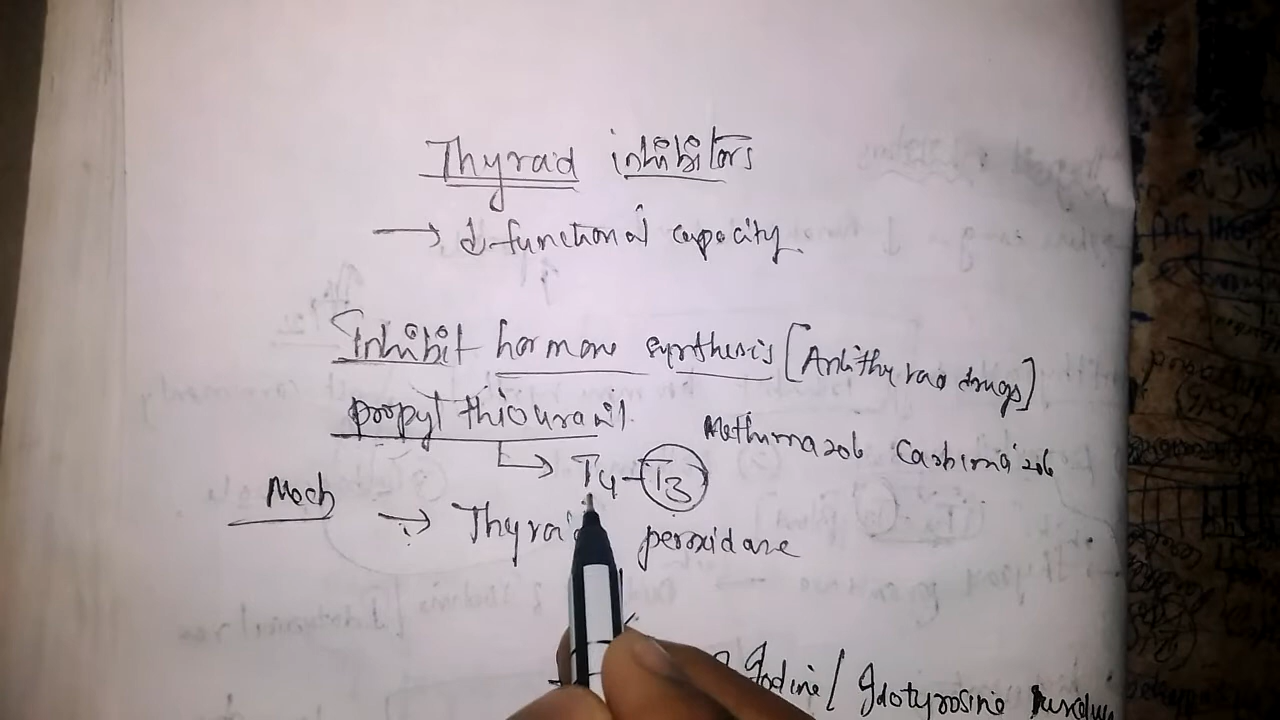 Thyroid inhibitors
→ ↓ functional capacity.
Inhibit hormone synthesis [Antithyroid drugs]
propyl thiouracil. Methimazole Carbimazole
→ T4 - T3
Mech → Thyroid peroxidase
Iodine / Iodotyrosine